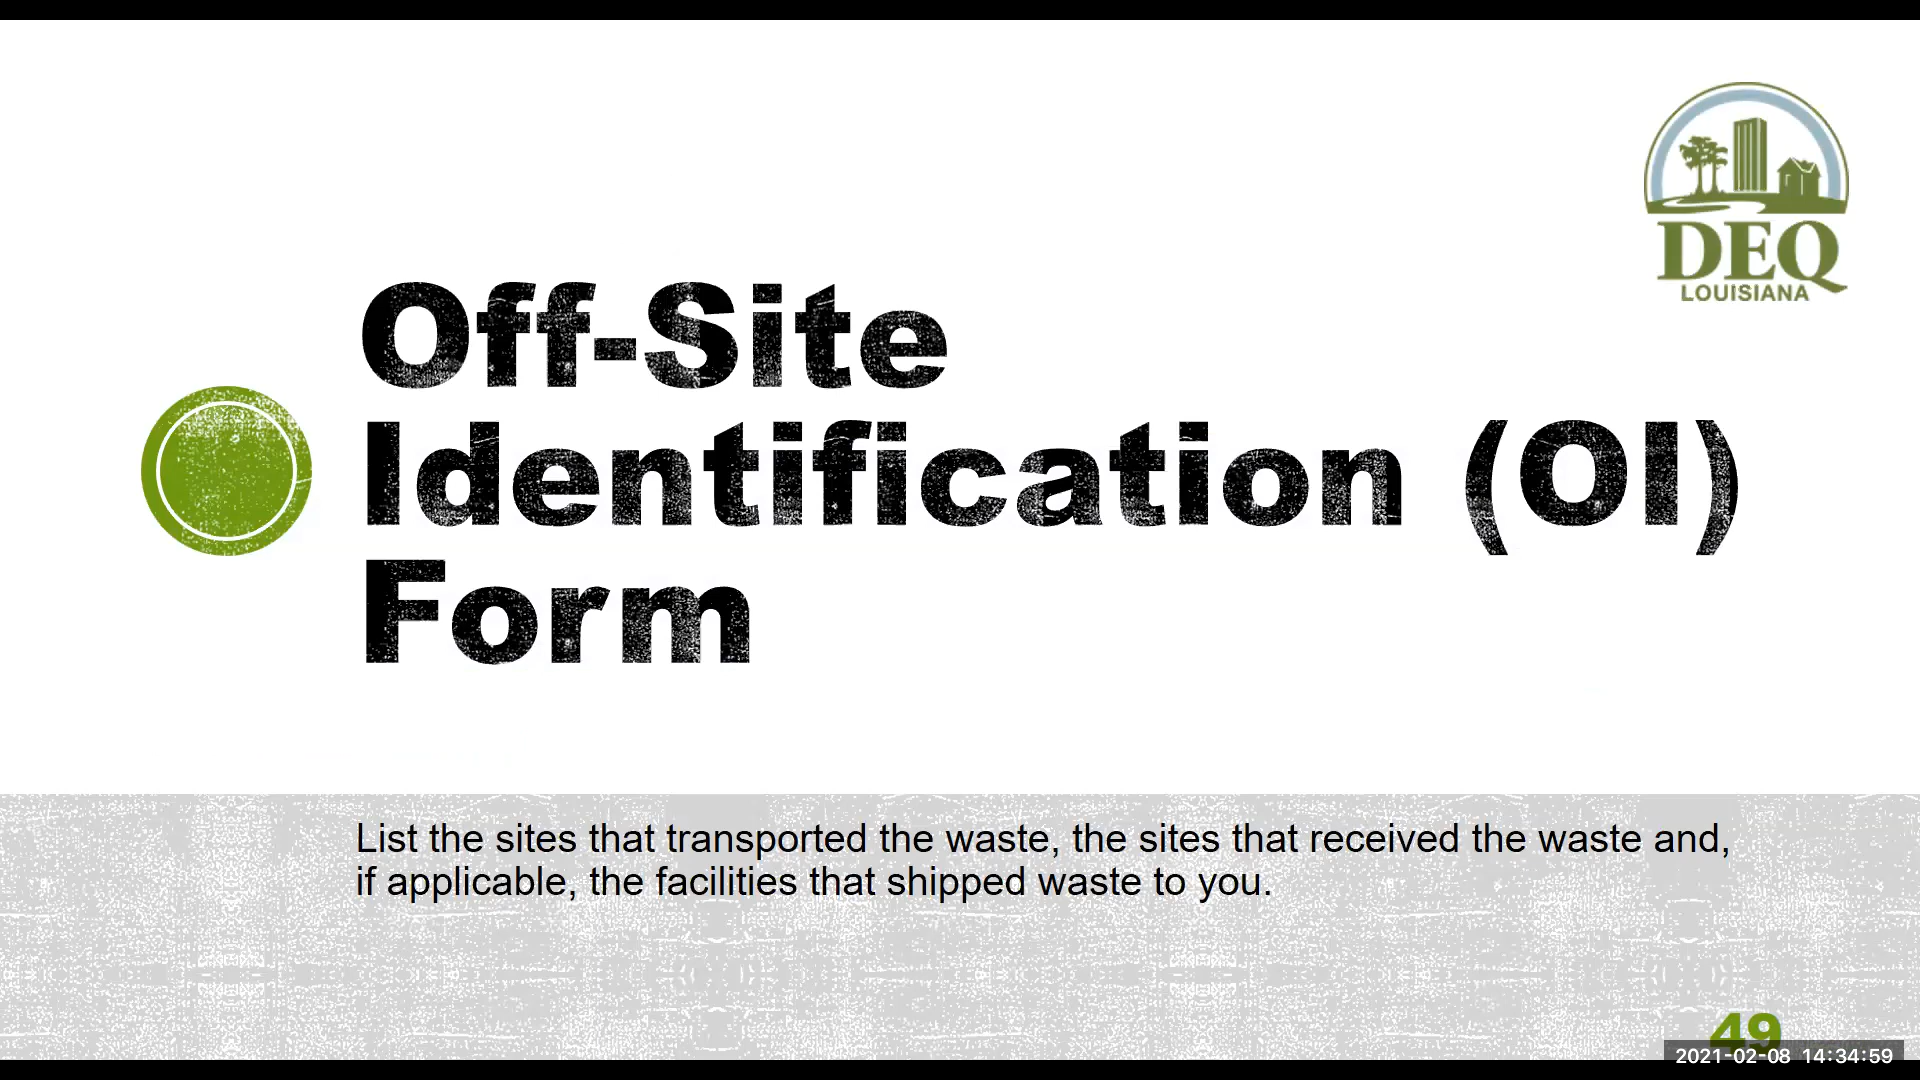 DEQ
LOUISIANA
Off-Site
Identification (OI)
Form
List the sites that transported the waste, the sites that received the waste and,
if applicable, the facilities that shipped waste to you.
49
2021-02-08 14:34:59